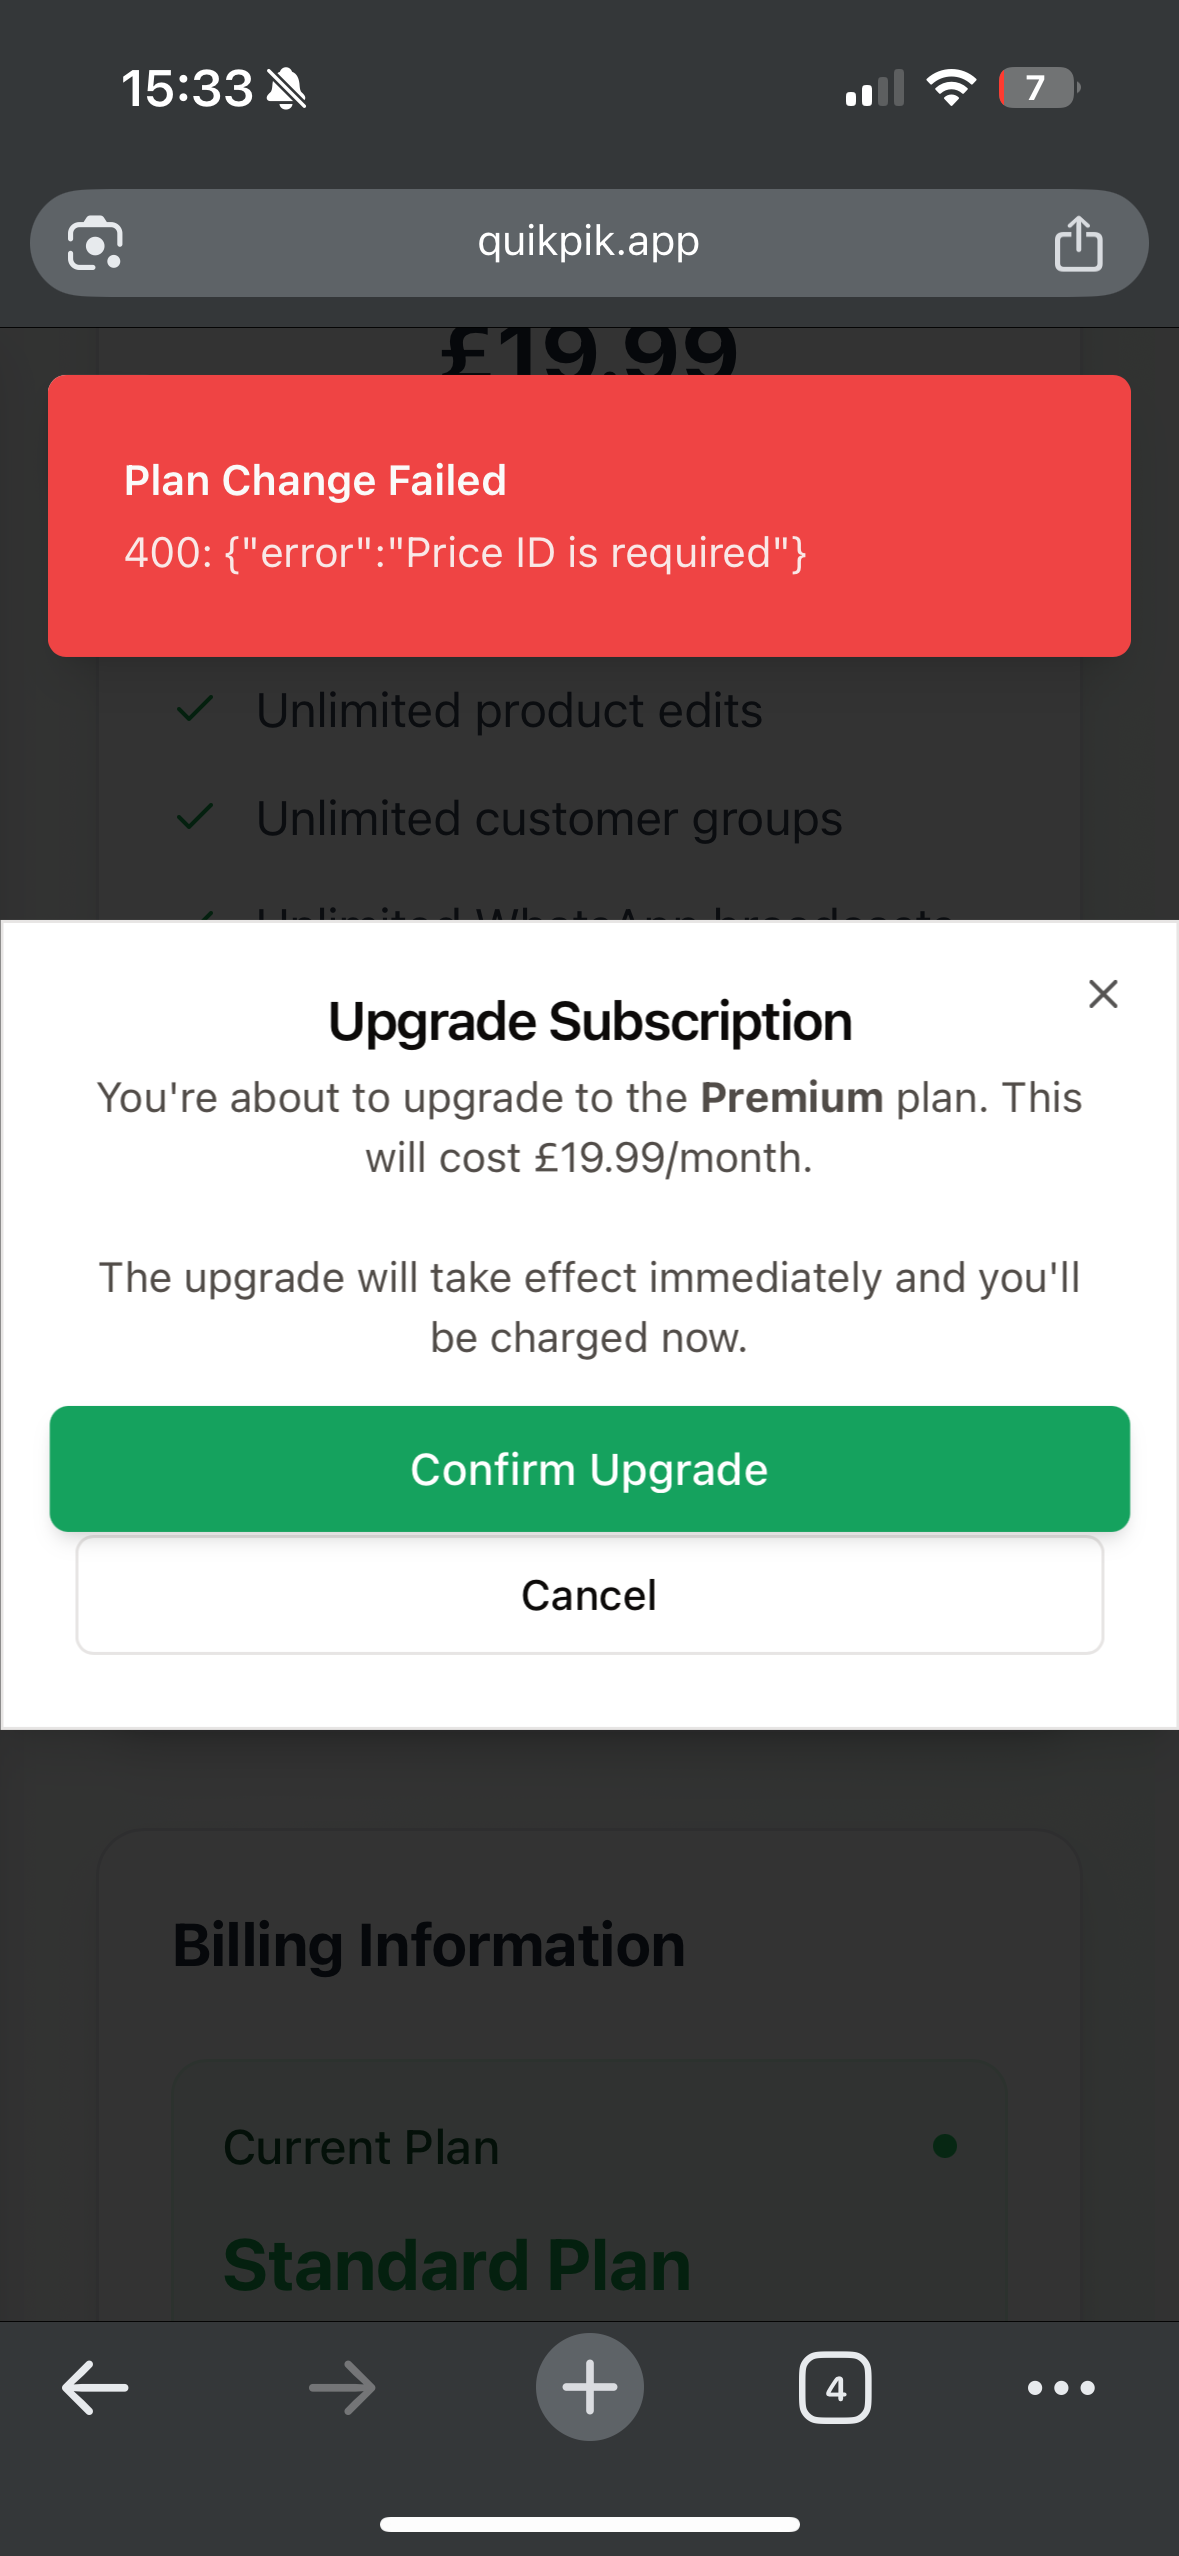 15:33
7
quikpik.app
£19.99
Plan Change Failed
400: {"error":"Price ID is required"}
Unlimited product edits
Unlimited customer groups
Unlimited WhatsApp broadcasts
Upgrade Subscription
You're about to upgrade to the Premium plan. This
will cost £19.99/month.
The upgrade will take effect immediately and you'll
be charged now.
Confirm Upgrade
Cancel
Billing Information
Current Plan
Standard Plan
4